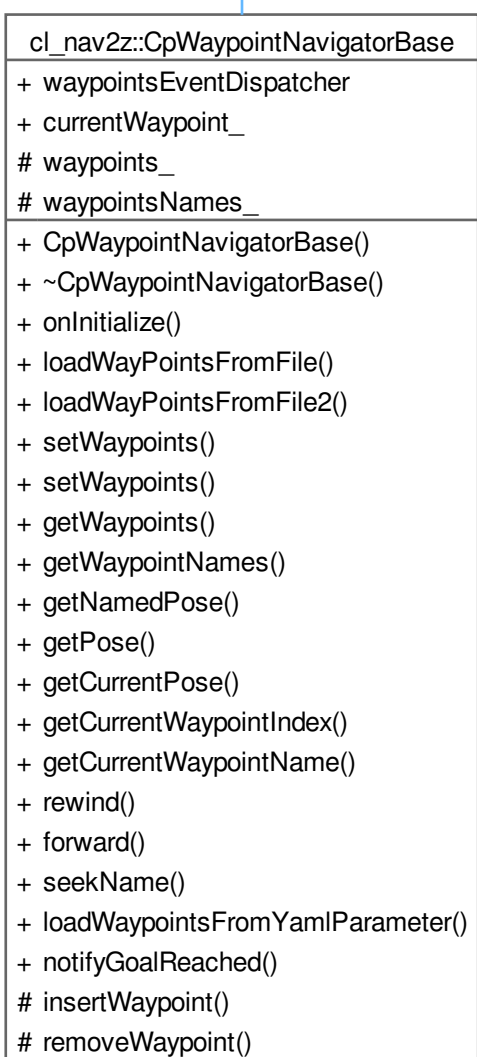 cl_nav2z::CpWaypointNavigatorBase
+ waypointsEventDispatcher
+ currentWaypoint_
# waypoints_
# waypointsNames_
+ CpWaypointNavigatorBase()
+ ~CpWaypointNavigatorBase()
+ onInitialize()
+ loadWayPointsFromFile()
+ loadWayPointsFromFile2()
+ setWaypoints()
+ setWaypoints()
+ getWaypoints()
+ getWaypointNames()
+ getNamedPose()
+ getPose()
+ getCurrentPose()
+ getCurrentWaypointIndex()
+ getCurrentWaypointName()
+ rewind()
+ forward()
+ seekName()
+ loadWaypointsFromYamlParameter()
+ notifyGoalReached()
# insertWaypoint()
# removeWaypoint()